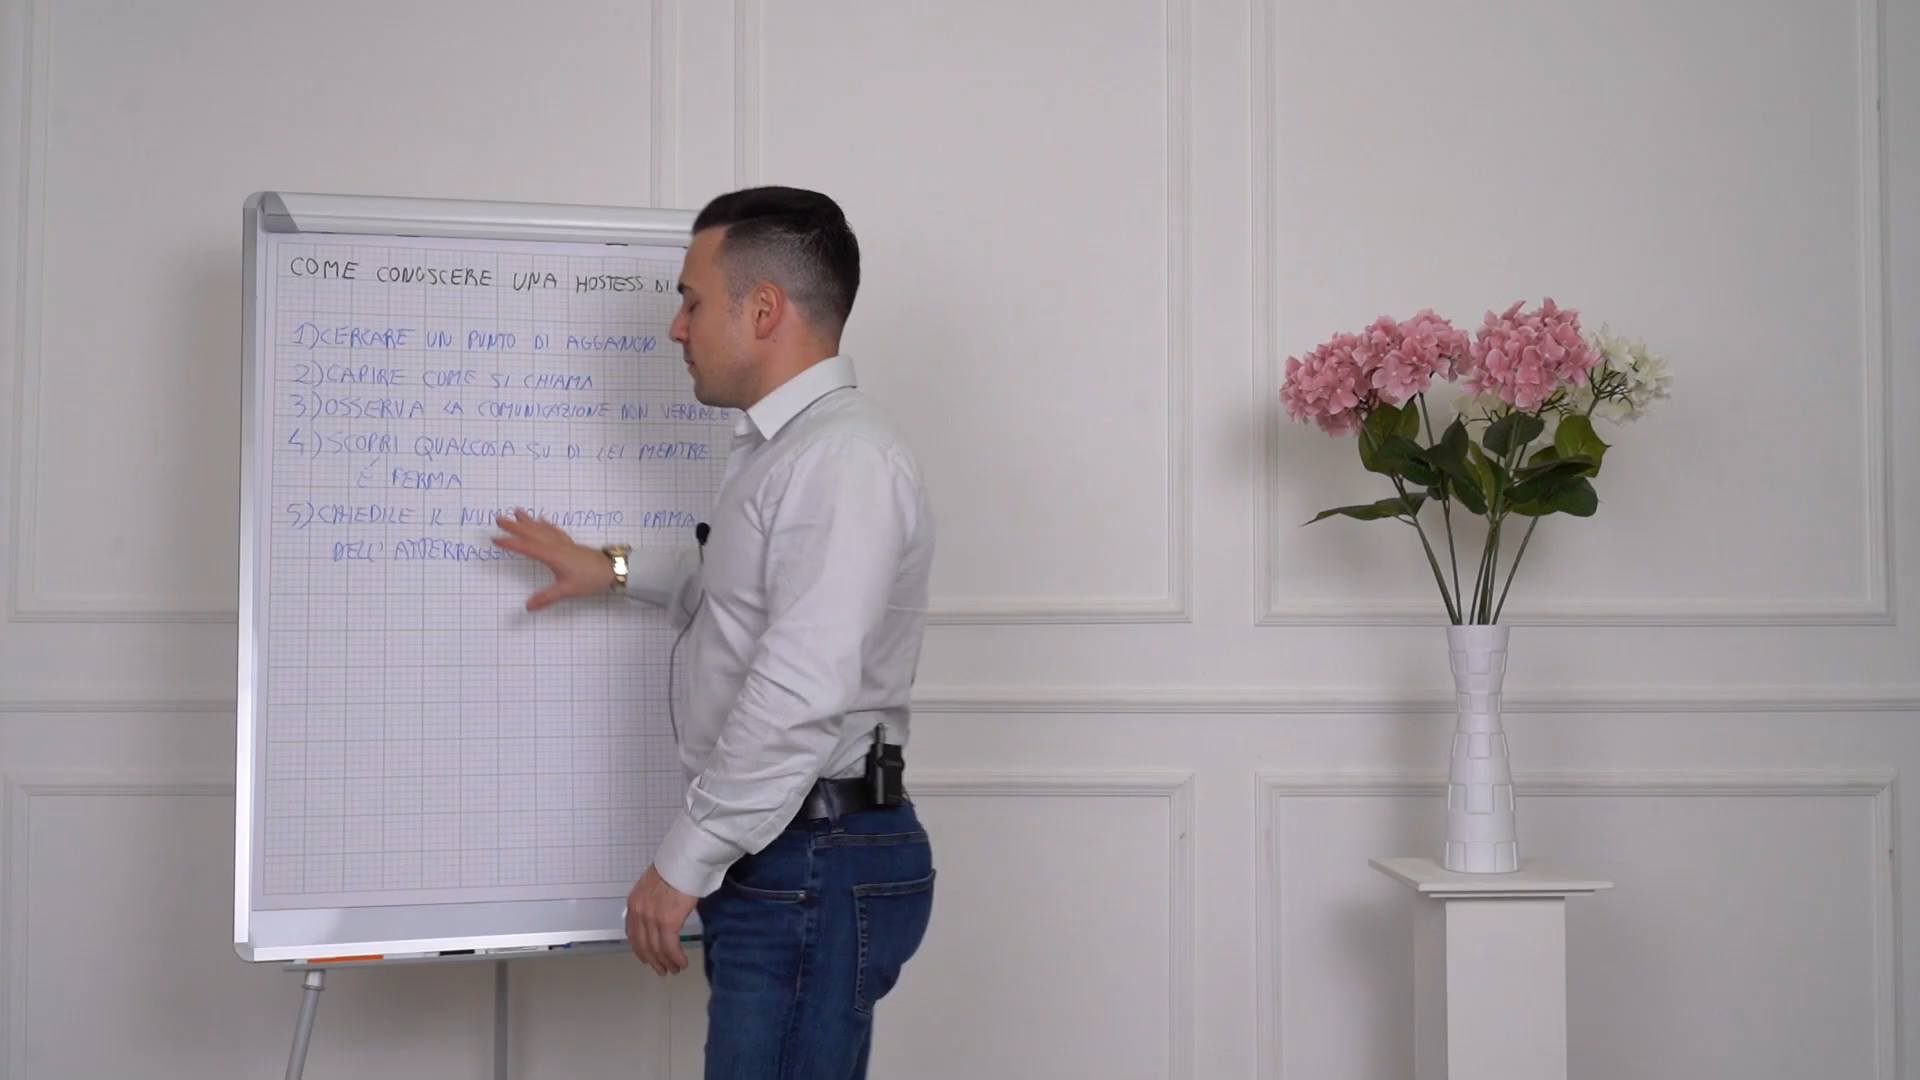 COME CONOSCERE UNA HOSTESS DI
1) CERCARE UN PUNTO DI AGGANCIO
2) CAPIRE COME SI CHIAMA
3) OSSERVA LA COMUNICAZIONE NON VERBALE
4) SCOPRI QUALCOSA SU DI LEI MENTRE
É FERMA
5) CHIEDILE IL CONTATTO PRIMA
DELL' ATTERRAGGIO